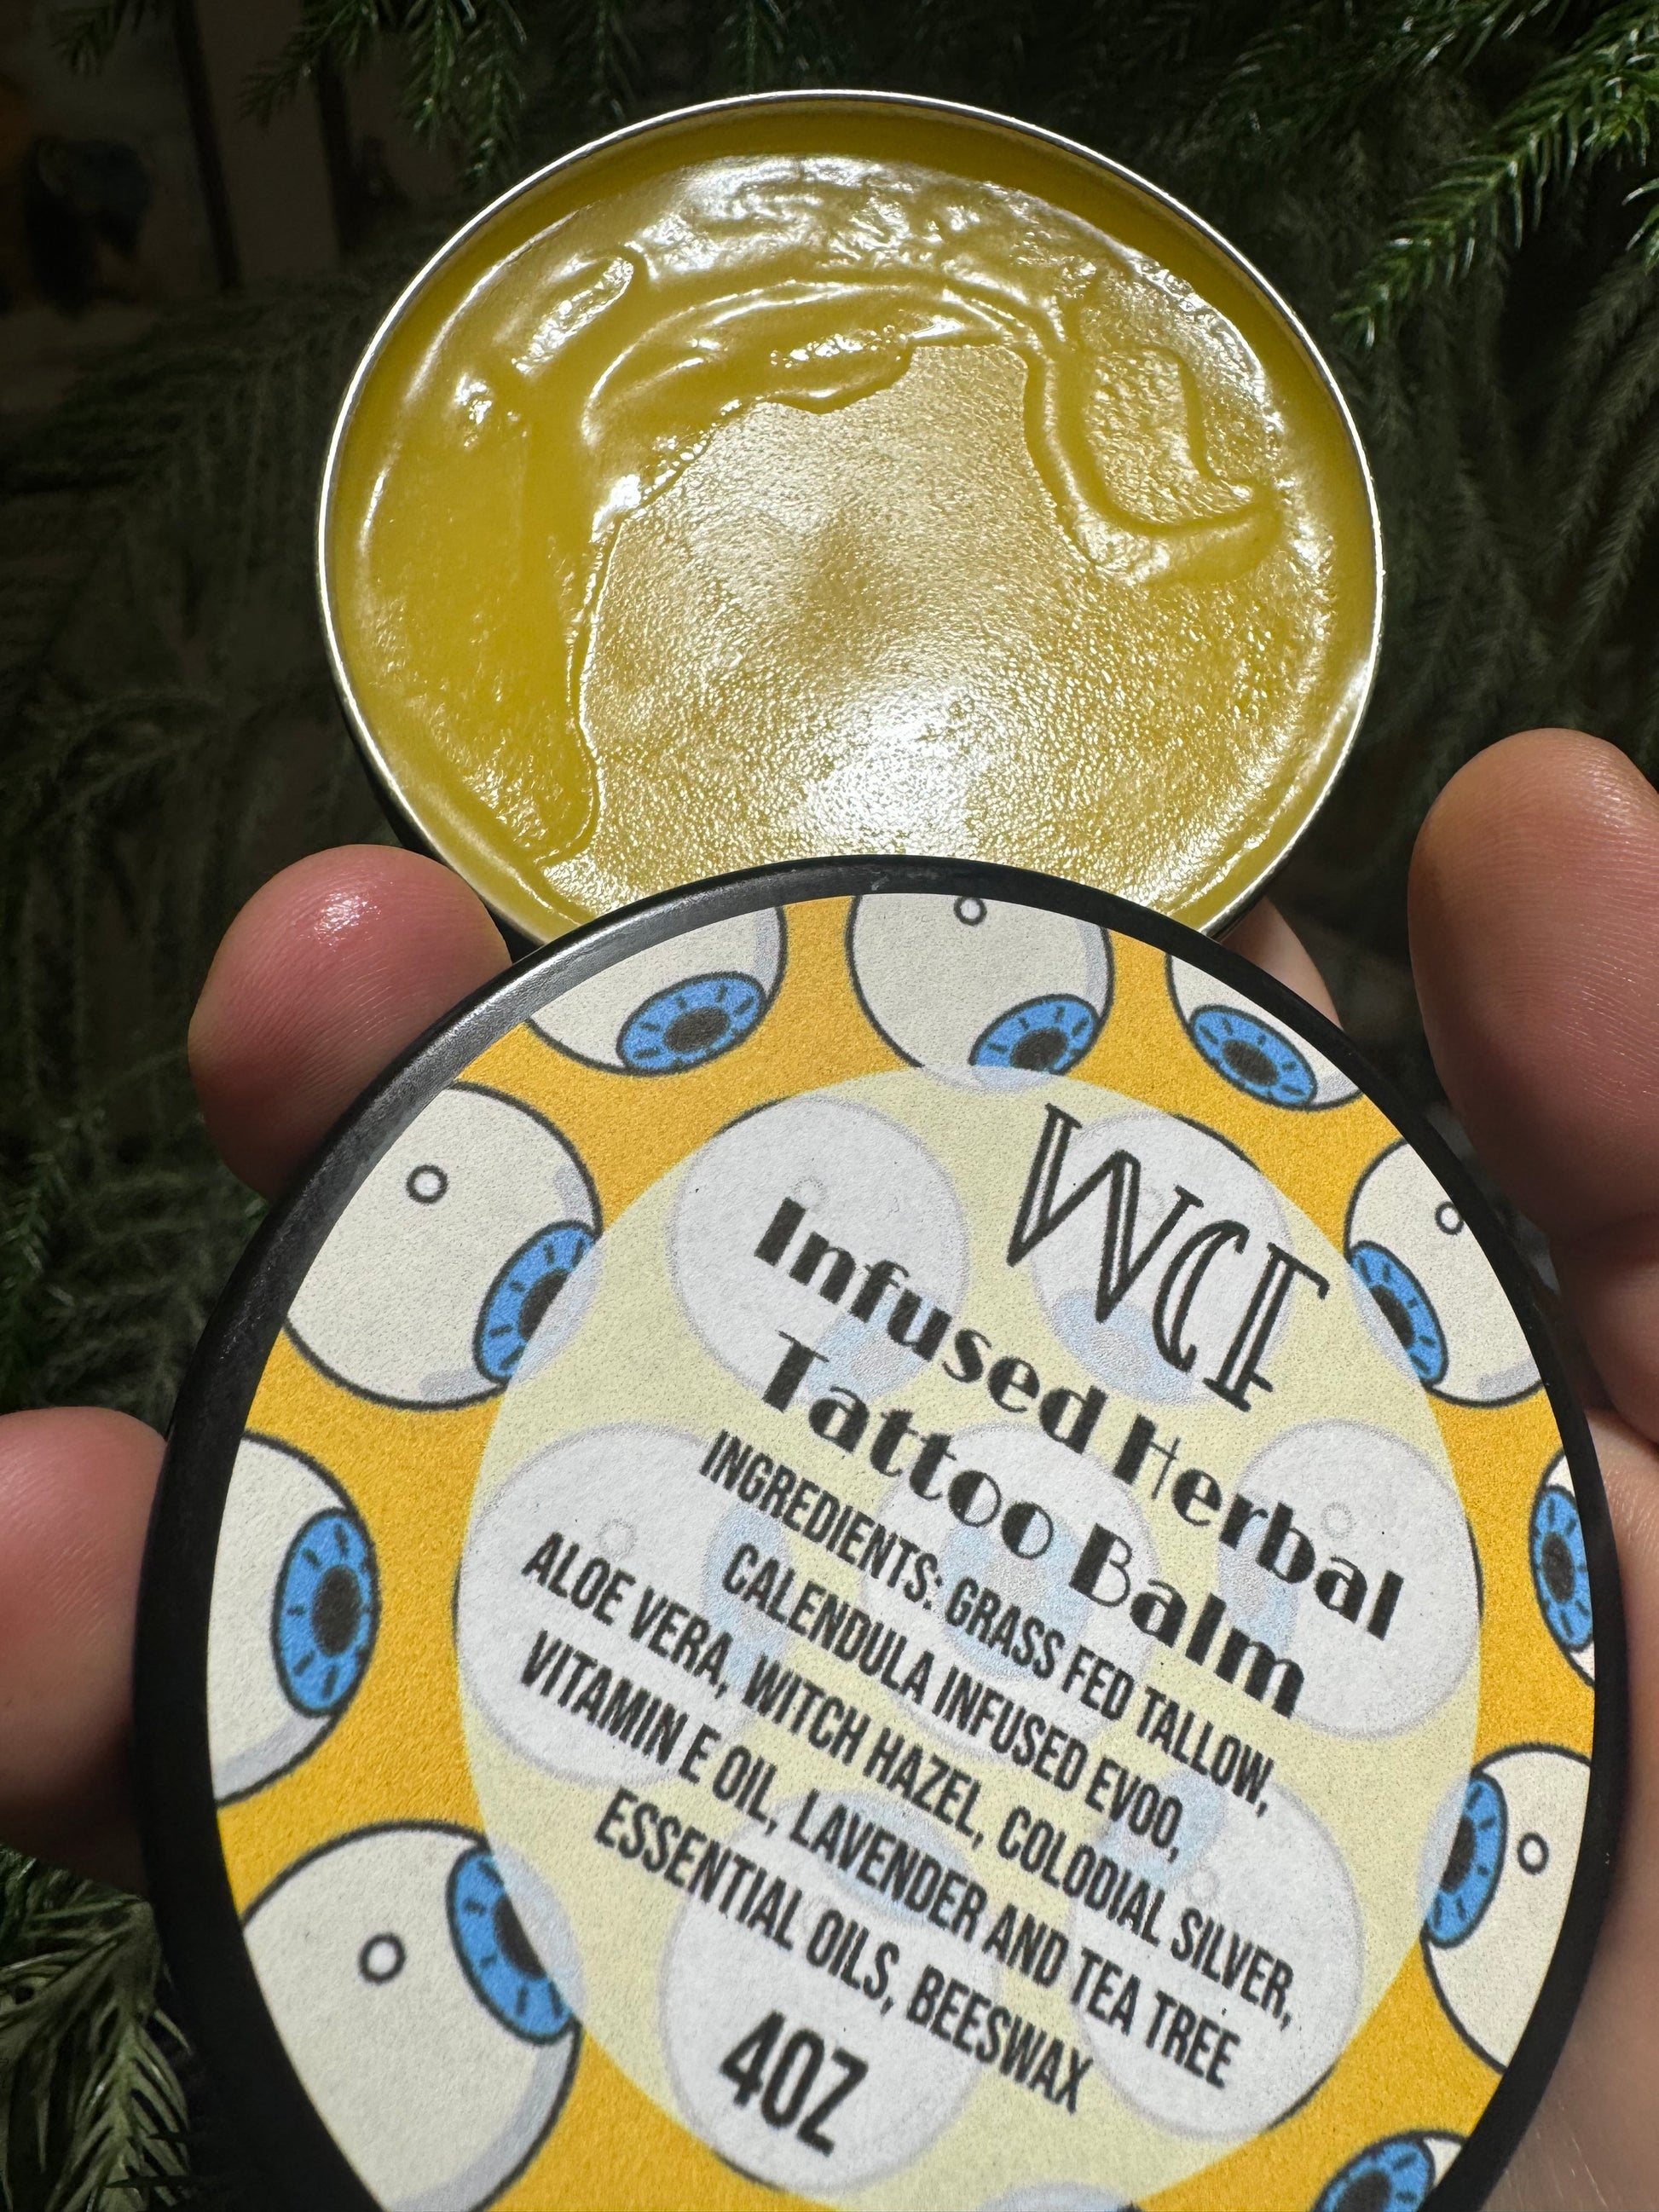 WCF
Infused Herbal
Tattoo Balm
INGREDIENTS: GRASS FED TALLOW,
CALENDULA INFUSED EVOO,
ALOE VERA, WITCH HAZEL, COLODIAL SILVER,
VITAMIN E OIL, LAVENDER AND TEA TREE
ESSENTIAL OILS, BEESWAX
4OZ